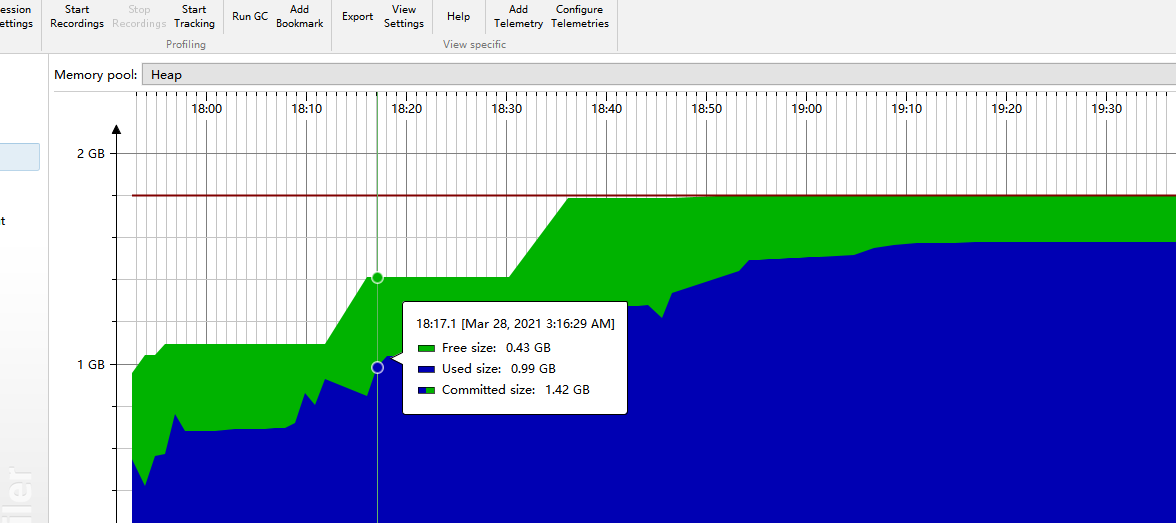 ession ettings
Start Recordings
Stop Recordings
Start Tracking
Run GC
Add Bookmark
Export
View Settings
Help
Add Telemetry
Configure Telemetries
Profiling
View specific
Memory pool: Heap
18:00 18:10 18:20 18:30 18:40 18:50 19:00 19:10 19:20 19:30
2 GB
t
18:17.1 [Mar 28, 2021 3:16:29 AM]
Free size: 0.43 GB
1 GB
Used size: 0.99 GB
Committed size: 1.42 GB
iler